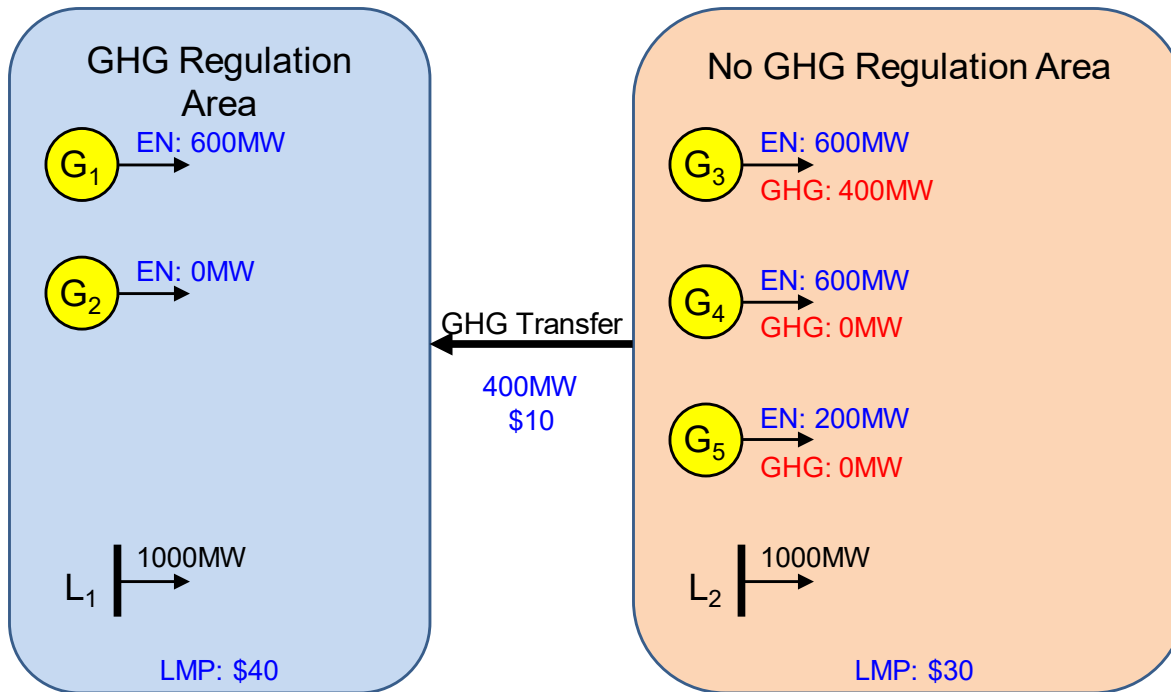 GHG Regulation
Area
G₁
EN: 600MW
G₂
EN: 0MW
L₁
1000MW
LMP: $40
GHG Transfer
400MW
$10
No GHG Regulation Area
G₃
EN: 600MW
GHG: 400MW
G₄
EN: 600MW
GHG: 0MW
G₅
EN: 200MW
GHG: 0MW
L₂
1000MW
LMP: $30